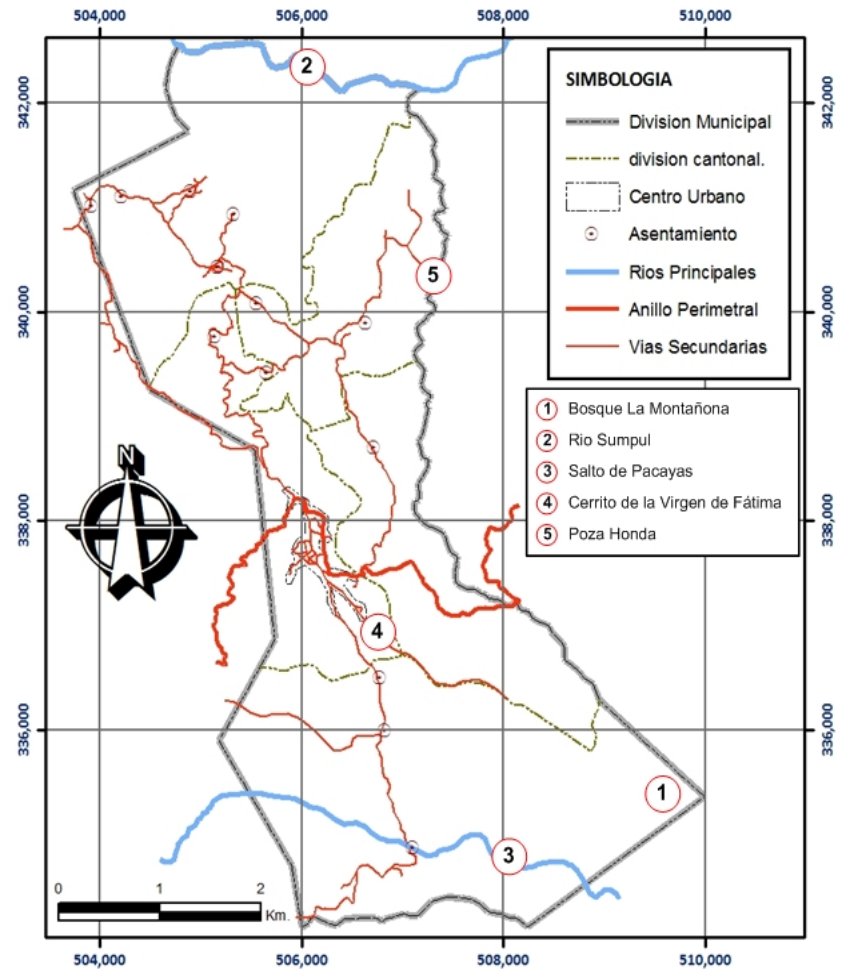 504,000 506,000 508,000 510,000
342,000
340,000
338,000
336,000
342,000
340,000
338,000
336,000
SIMBOLOGIA
Division Municipal
division cantonal.
Centro Urbano
Asentamiento
Rios Principales
Anillo Perimetral
Vias Secundarias
1 Bosque La Montañona
2 Rio Sumpul
3 Salto de Pacayas
4 Cerrito de la Virgen de Fátima
5 Poza Honda
2
5
N
4
1
3
0 1 2
Km.
504,000 506,000 508,000 510,000